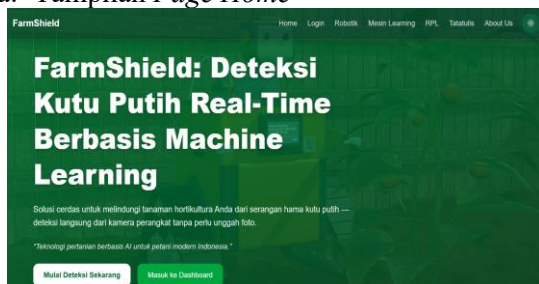 a. Tampilan Page Home
FarmShield
Home Login Robotik Mesin Learning RPL Tatatulis About Us
FarmShield: Deteksi
Kutu Putih Real-Time
Berbasis Machine
Learning
Solusi cerdas untuk melindungi tanaman hortikultura Anda dari serangan hama kutu putih —
deteksi langsung dari kamera perangkat tanpa perlu unggah foto.
"Teknologi pertanian berbasis AI untuk petani modern Indonesia."
Mulai Deteksi Sekarang Masuk ke Dashboard